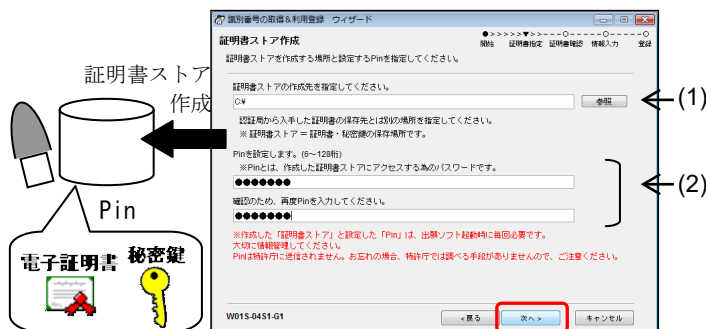 識別番号の取得＆利用登録　ウィザード
証明書ストア作成
●>>>>>▼>>---○-----○-----○
開始　証明書指定　証明書確認　情報入力　登録
証明書ストアを作成する場所と設定するPinを指定してください。
証明書ストアの作成先を指定してください。
C:¥
参照
(1)
認証局から入手した証明書の保存先とは別の場所を指定してください。
※証明書ストア＝証明書・秘密鍵の保存場所です。
Pinを設定します。(6～128桁)
※Pinとは、作成した証明書ストアにアクセスする為のパスワードです。
●●●●●●●
(2)
確認のため、再度Pinを入力してください。
●●●●●●●
※作成した「証明書ストア」と設定した「Pin」は、出願ソフト起動時に毎回必要です。
大切に情報管理してください。
Pinは特許庁に送信されません。お忘れの場合、特許庁では調べる手段がありませんので、ご注意ください。
W01S-04S1-G1
<戻る
次へ>
キャンセル
証明書ストア
作成
Pin
電子証明書
秘密鍵